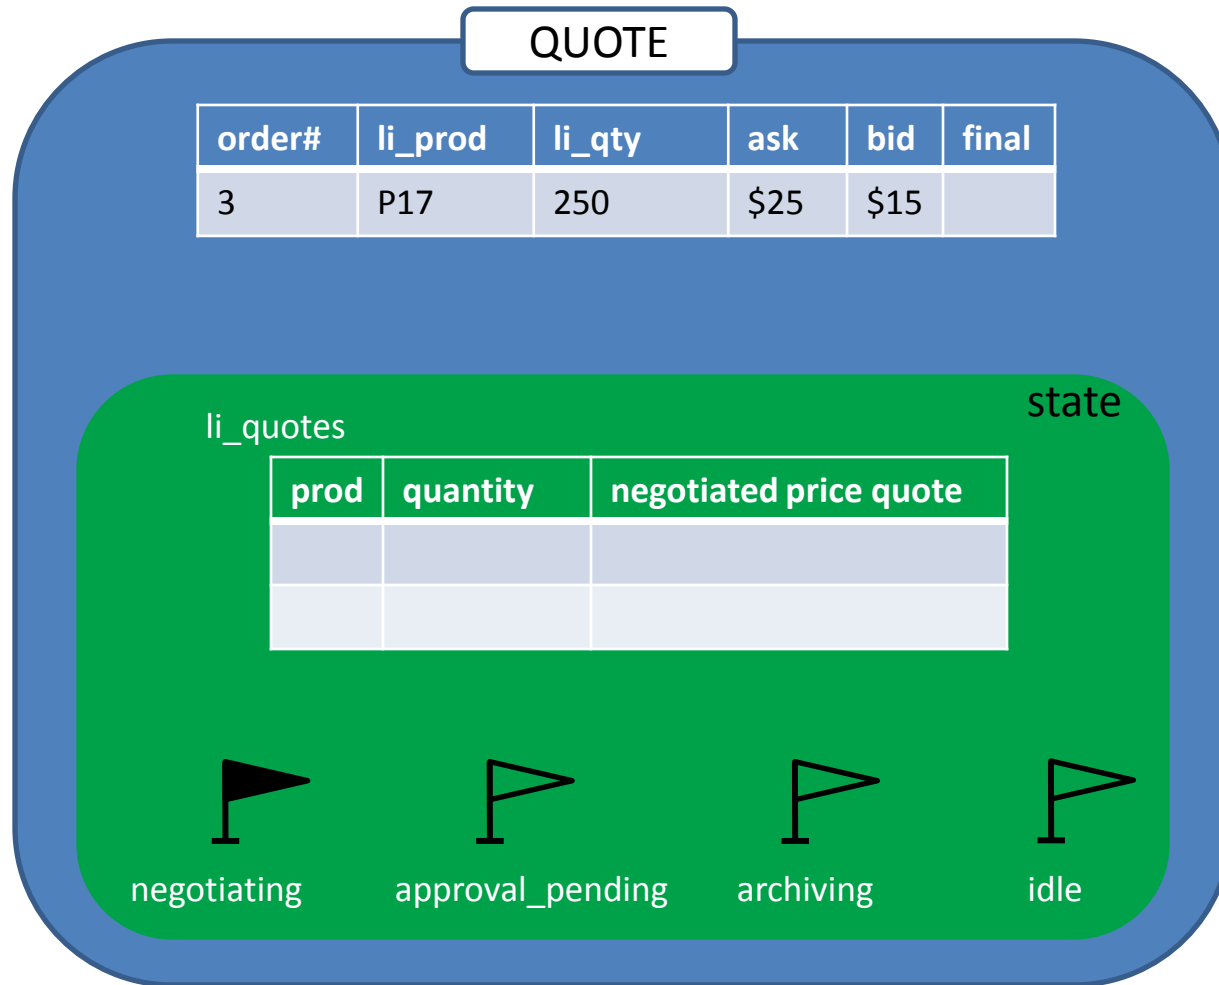 QUOTE
order# li_prod li_qty ask bid final
3 P17 250 $25 $15
state
li_quotes
prod quantity negotiated price quote
negotiating approval_pending archiving idle